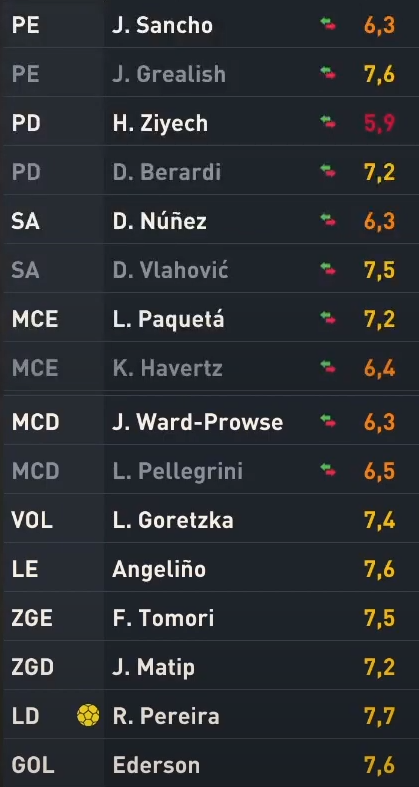 PE J. Sancho 6,3
PE J. Grealish 7,6
PD H. Ziyech 5,9
PD D. Berardi 7,2
SA D. Núñez 6,3
SA D. Vlahović 7,5
MCE L. Paquetá 7,2
MCE K. Havertz 6,4
MCD J. Ward-Prowse 6,3
MCD L. Pellegrini 6,5
VOL L. Goretzka 7,4
LE Angeliño 7,6
ZGE F. Tomori 7,5
ZGD J. Matip 7,2
LD R. Pereira 7,7
GOL Ederson 7,6